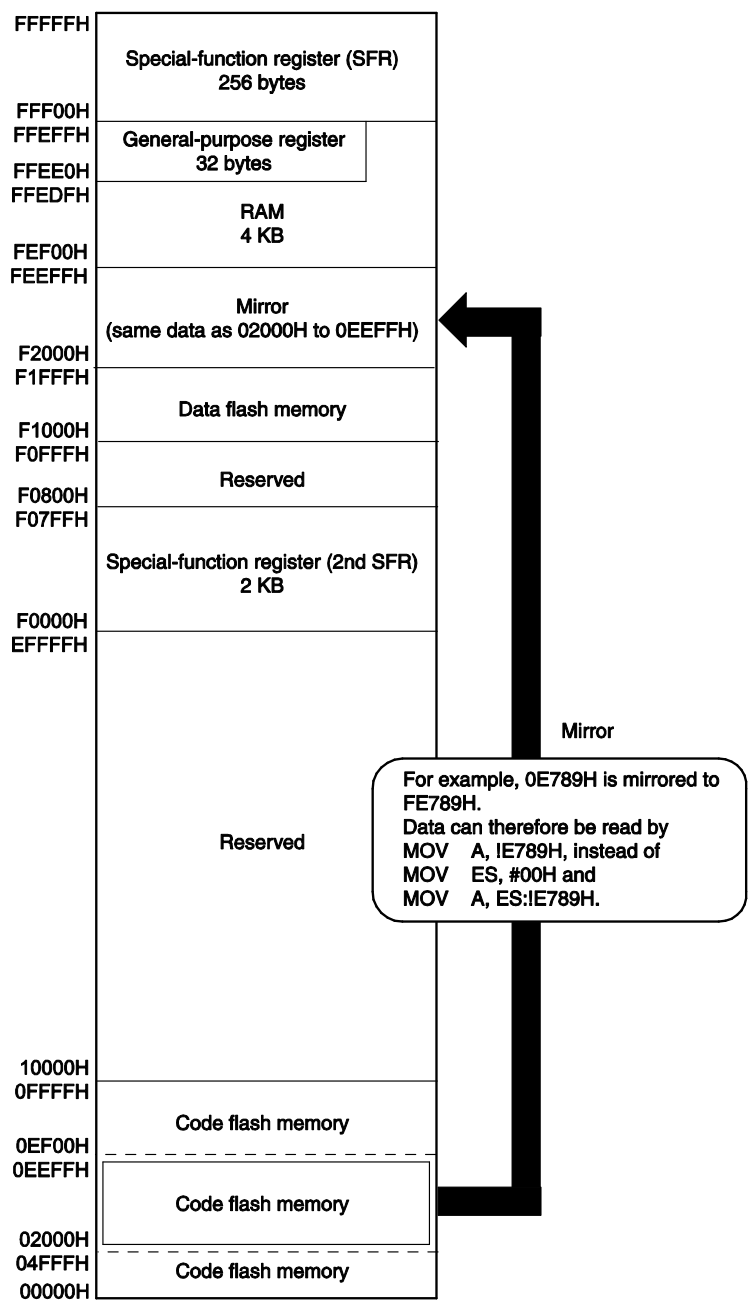 FFFFFH
Special-function register (SFR)
256 bytes
FFF00H
FFEFFH
General-purpose register
32 bytes
FFEE0H
FFEDFH
RAM
4 KB
FEF00H
FEEFFH
Mirror
(same data as 02000H to 0EEFFH)
F2000H
F1FFFH
Data flash memory
F1000H
F0FFFH
Reserved
F0800H
F07FFH
Special-function register (2nd SFR)
2 KB
F0000H
EFFFFH
Mirror
For example, 0E789H is mirrored to
FE789H.
Data can therefore be read by
MOV A, !E789H, instead of
MOV ES, #00H and
MOV A, ES:!E789H.
Reserved
10000H
0FFFFH
Code flash memory
0EF00H
0EEFFH
Code flash memory
02000H
04FFFH
Code flash memory
00000H